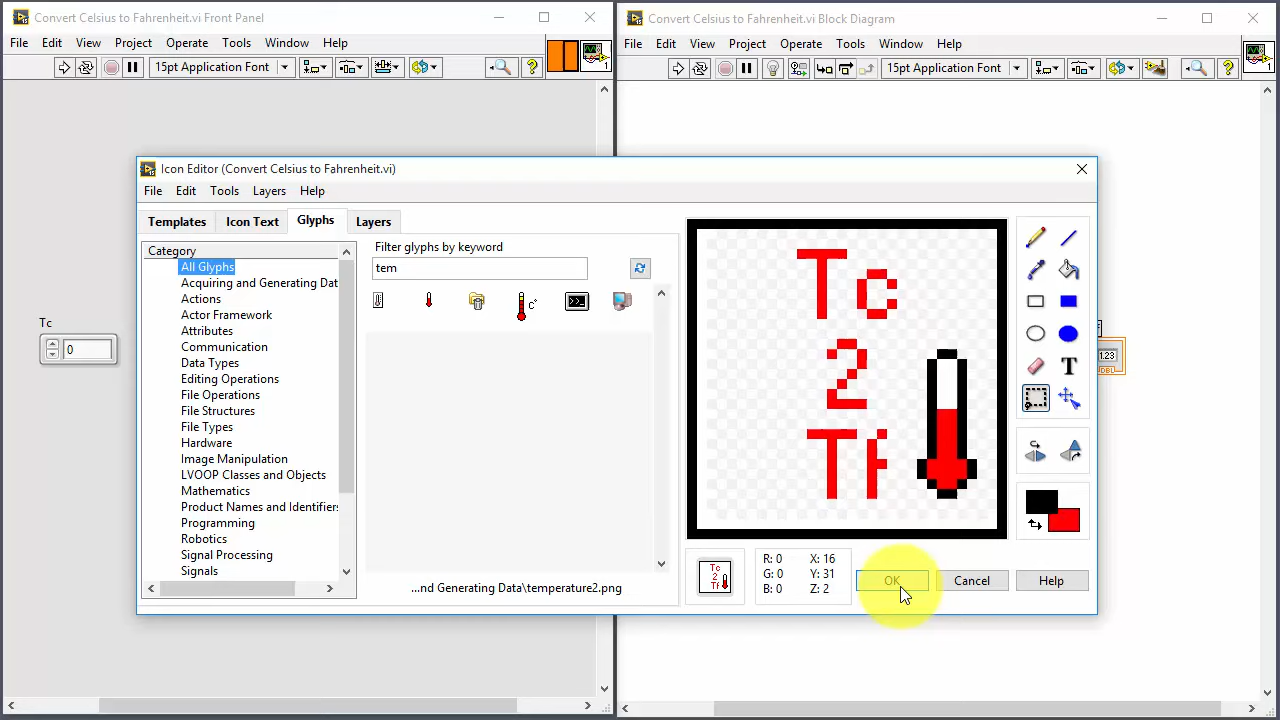 Convert Celsius to Fahrenheit.vi Front Panel
File Edit View Project Operate Tools Window Help
15pt Application Font
Tc
0
Convert Celsius to Fahrenheit.vi Block Diagram
File Edit View Project Operate Tools Window Help
15pt Application Font
1.23
DBL
Icon Editor (Convert Celsius to Fahrenheit.vi)
File Edit Tools Layers Help
Templates Icon Text Glyphs Layers
Category
All Glyphs
Acquiring and Generating Dat
Actions
Actor Framework
Attributes
Communication
Data Types
Editing Operations
File Operations
File Structures
File Types
Hardware
Image Manipulation
LVOOP Classes and Objects
Mathematics
Product Names and Identifiers
Programming
Robotics
Signal Processing
Signals
Filter glyphs by keyword
tem
C°
...nd Generating Data\temperature2.png
Tc
2
Tf
T
Tc
2
Tf
R: 0 X: 16
G: 0 Y: 31
B: 0 Z: 2
OK Cancel Help